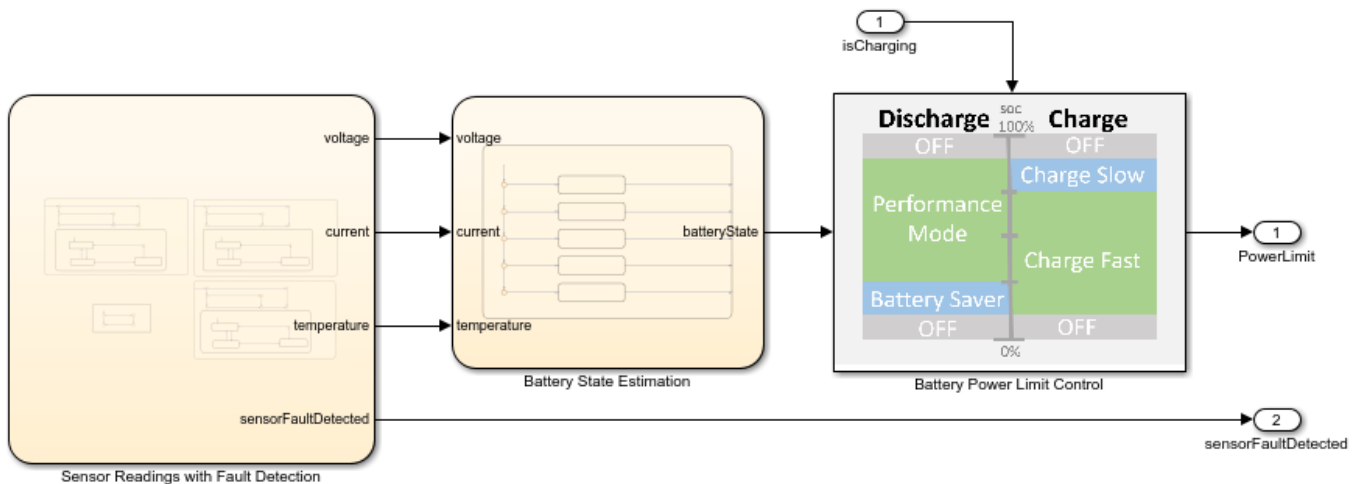 1
isCharging
voltage
current
temperature
sensorFaultDetected
Sensor Readings with Fault Detection
voltage
current
temperature
batteryState
Battery State Estimation
Discharge
soc
100%
Charge
OFF
OFF
Charge Slow
Performance
Mode
Charge Fast
Battery Saver
OFF
OFF
0%
Battery Power Limit Control
1
PowerLimit
2
sensorFaultDetected